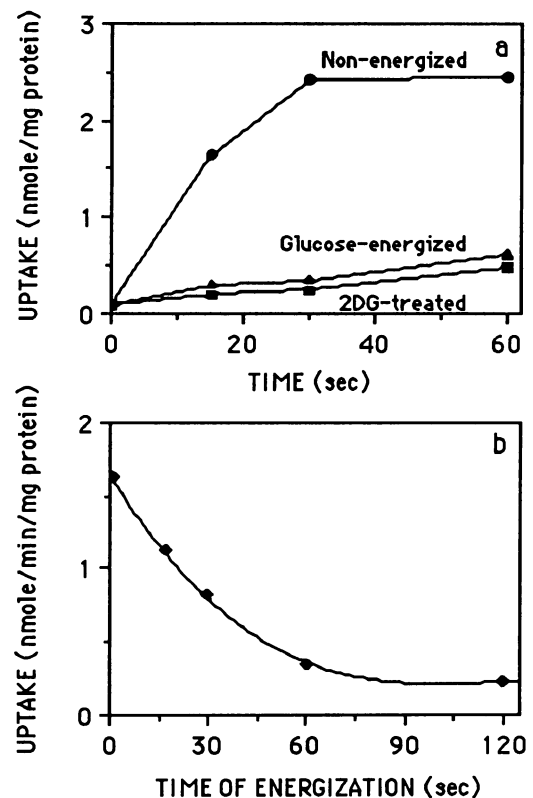 a
3
2
1
0
UPTAKE (nmole/mg protein)
Non-energized
Glucose-energized
2DG-treated
0 20 40 60
TIME (sec)
b
2
1
0
UPTAKE (nmole/min/mg protein)
0 30 60 90 120
TIME OF ENERGIZATION (sec)